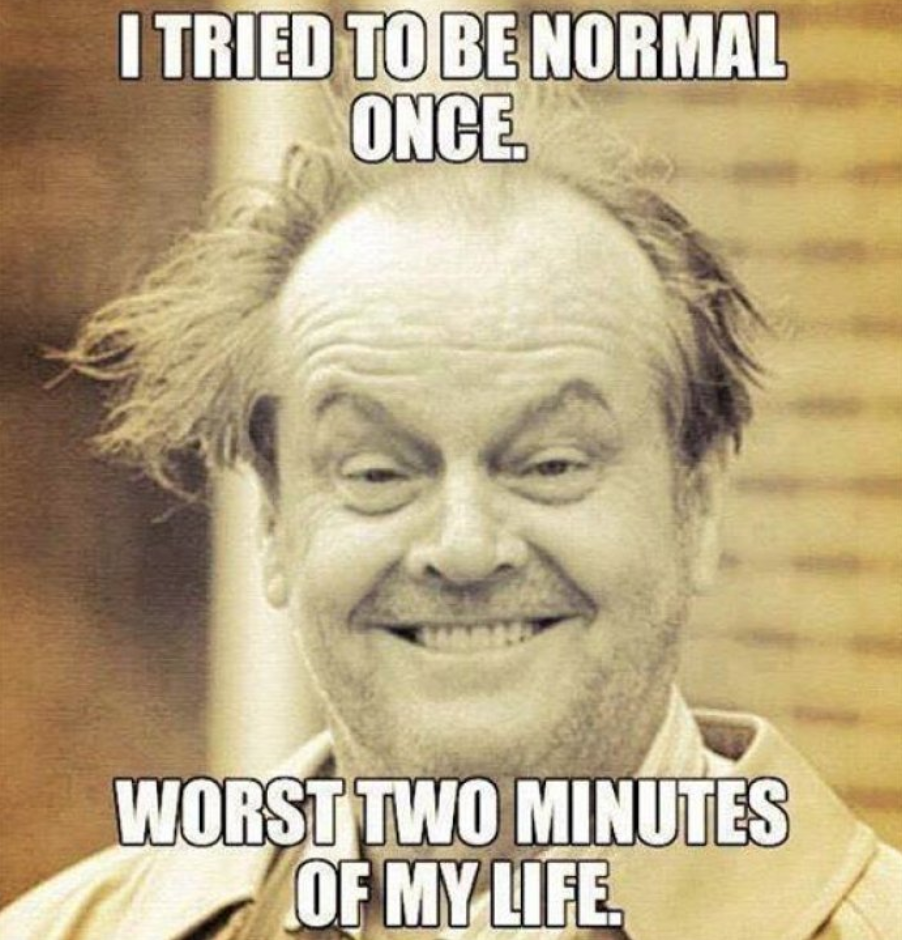 I TRIED TO BE NORMAL
ONCE.
WORST TWO MINUTES
OF MY LIFE.